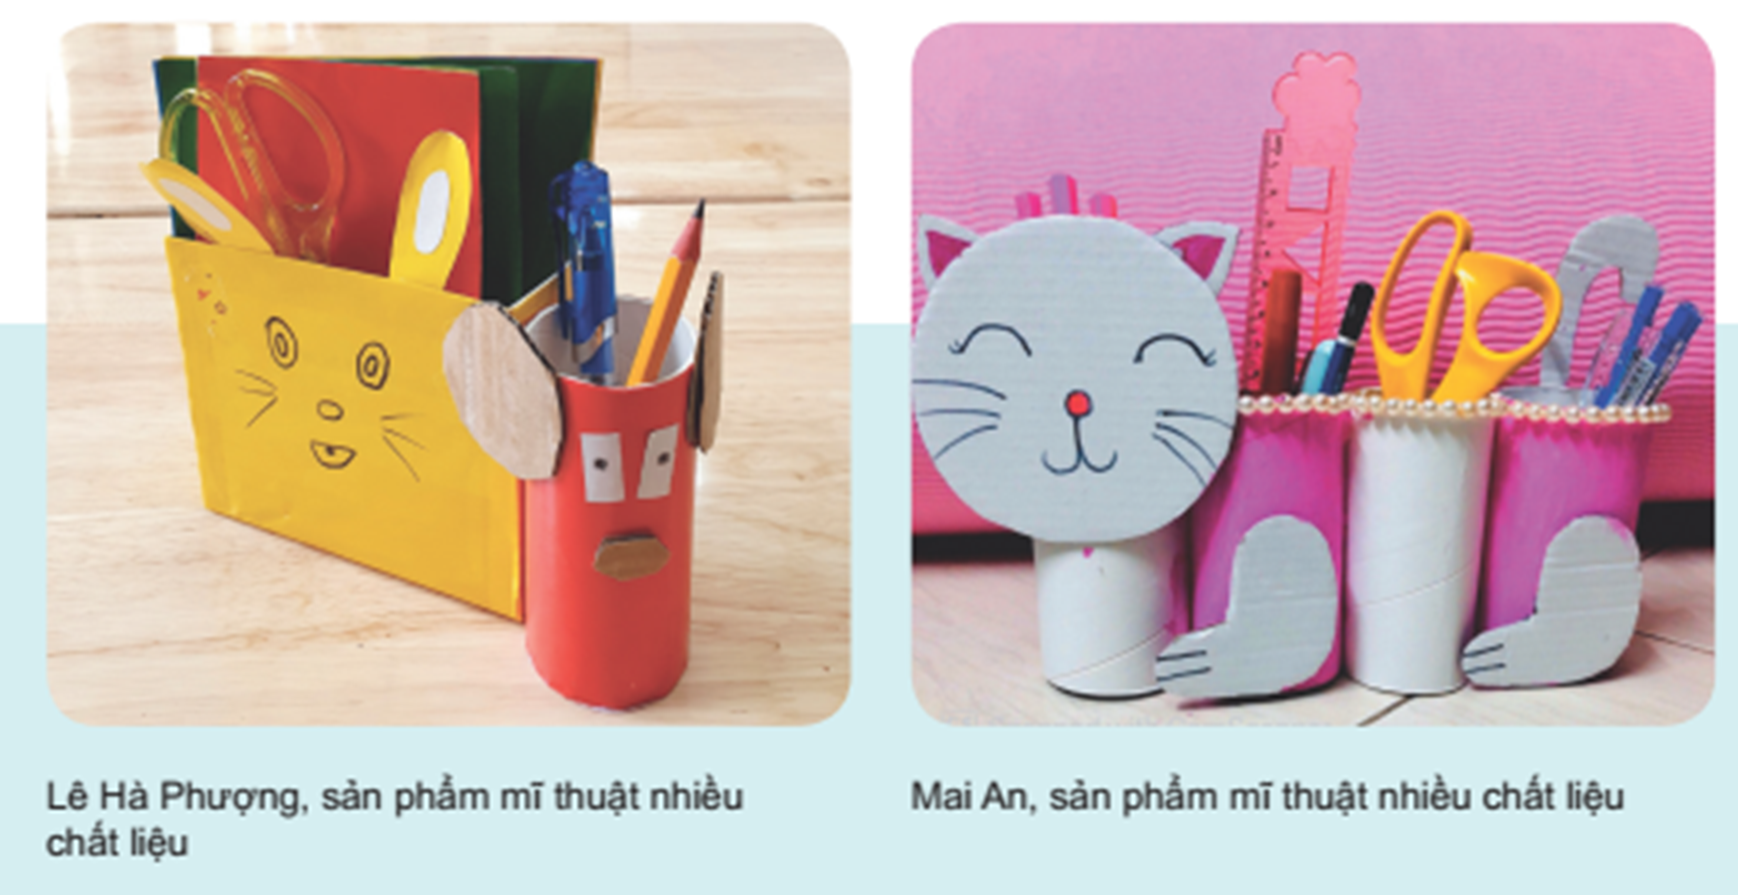 Lê Hà Phượng, sản phẩm mĩ thuật nhiều
chất liệu
Mai An, sản phẩm mĩ thuật nhiều chất liệu